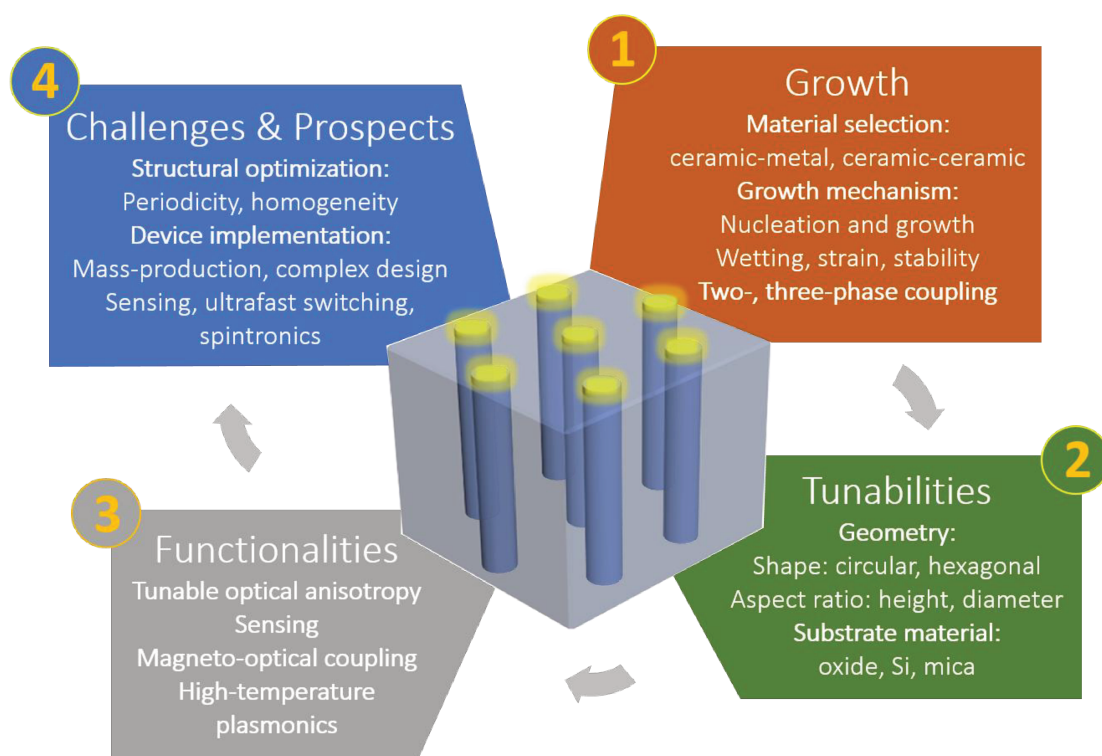 1
Growth
Material selection:
ceramic-metal, ceramic-ceramic
Growth mechanism:
Nucleation and growth
Wetting, strain, stability
Two-, three-phase coupling
2
Tunabilities
Geometry:
Shape: circular, hexagonal
Aspect ratio: height, diameter
Substrate material:
oxide, Si, mica
3
Functionalities
Tunable optical anisotropy
Sensing
Magneto-optical coupling
High-temperature
plasmonics
4
Challenges & Prospects
Structural optimization:
Periodicity, homogeneity
Device implementation:
Mass-production, complex design
Sensing, ultrafast switching,
spintronics